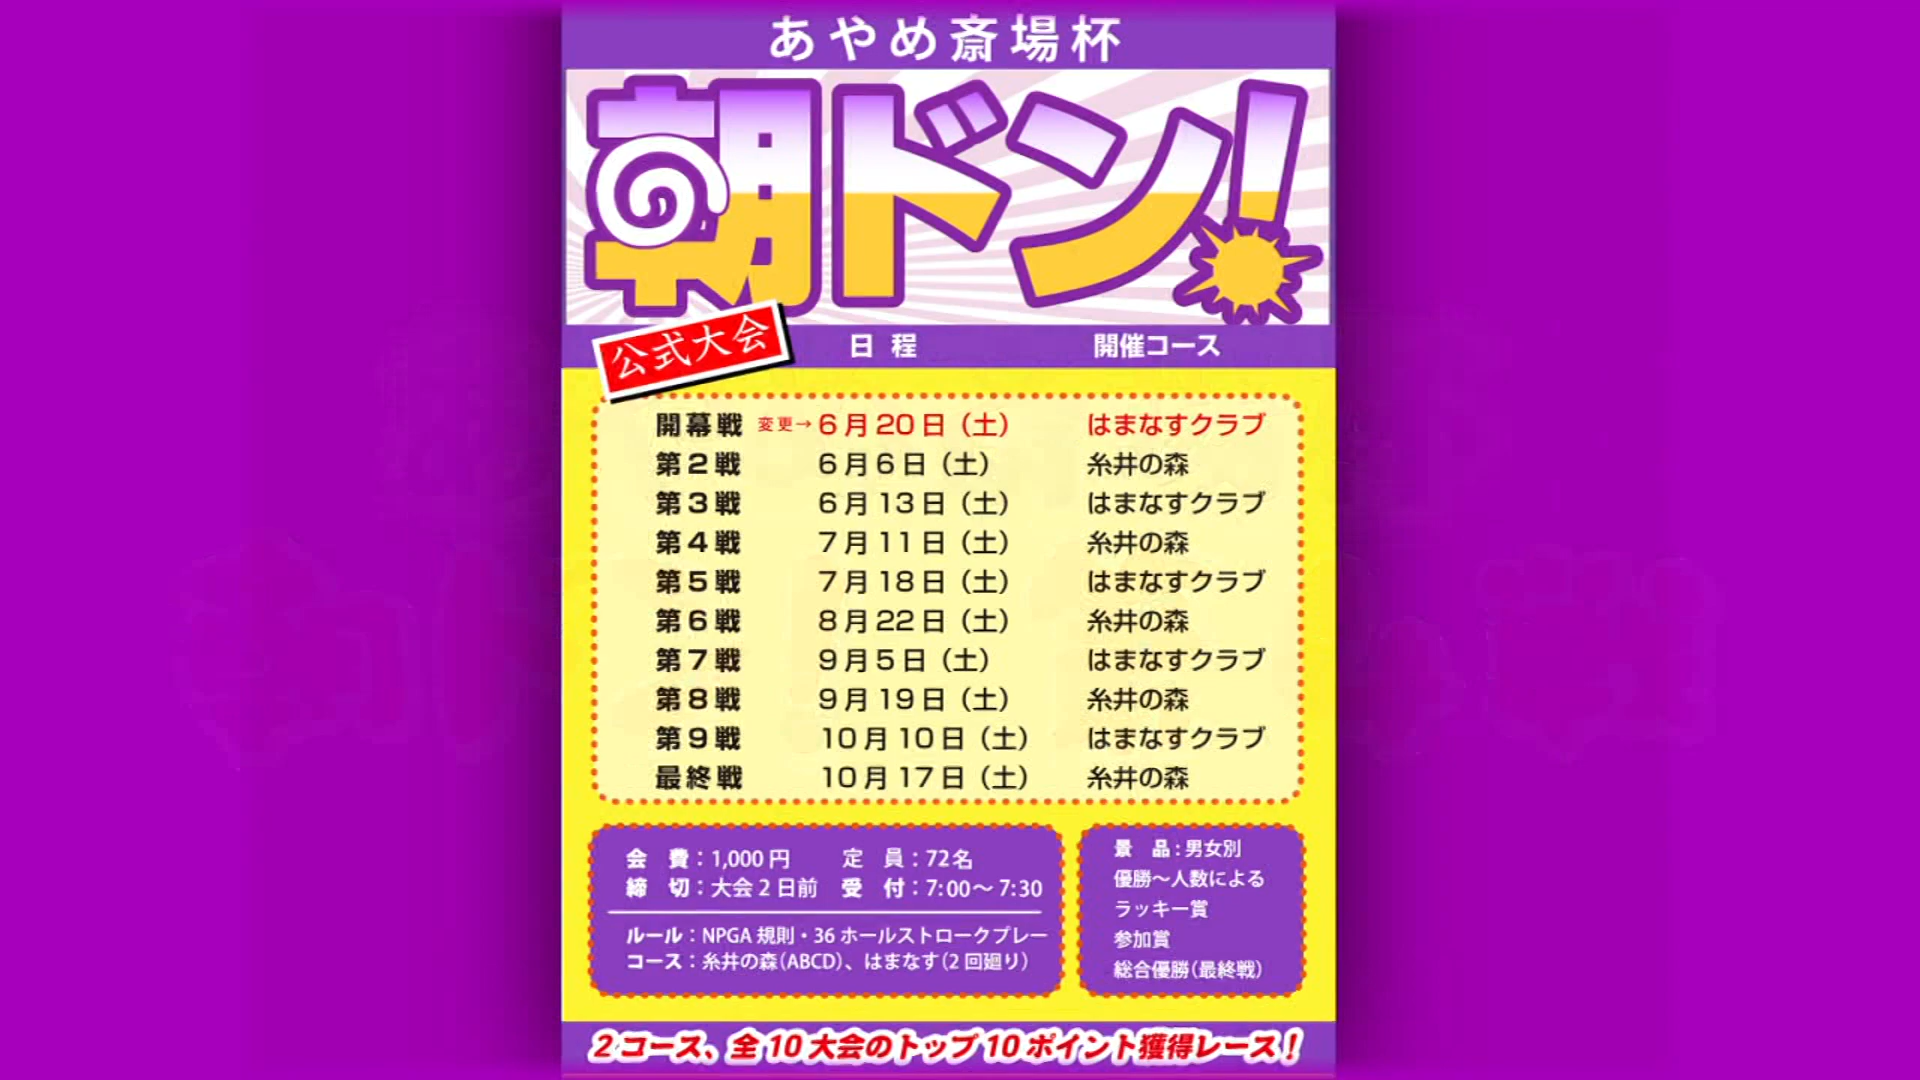 あやめ斎場杯
朝ドン!
公式大会
日程 開催コース
開幕戦 変更→6月20日（土） はまなすクラブ
第2戦 6月6日（土） 糸井の森
第3戦 6月13日（土） はまなすクラブ
第4戦 7月11日（土） 糸井の森
第5戦 7月18日（土） はまなすクラブ
第6戦 8月22日（土） 糸井の森
第7戦 9月5日（土） はまなすクラブ
第8戦 9月19日（土） 糸井の森
第9戦 10月10日（土） はまなすクラブ
最終戦 10月17日（土） 糸井の森
会 費：1,000円 定 員：72名
締 切：大会2日前 受 付：7:00～7:30
ルール：NPGA規則・36ホールストロークプレー
コース：糸井の森(ABCD)、はまなす(2回廻り)
景 品：男女別
優勝～人数による
ラッキー賞
参加賞
総合優勝(最終戦)
2コース、全10大会のトップ10ポイント獲得レース!